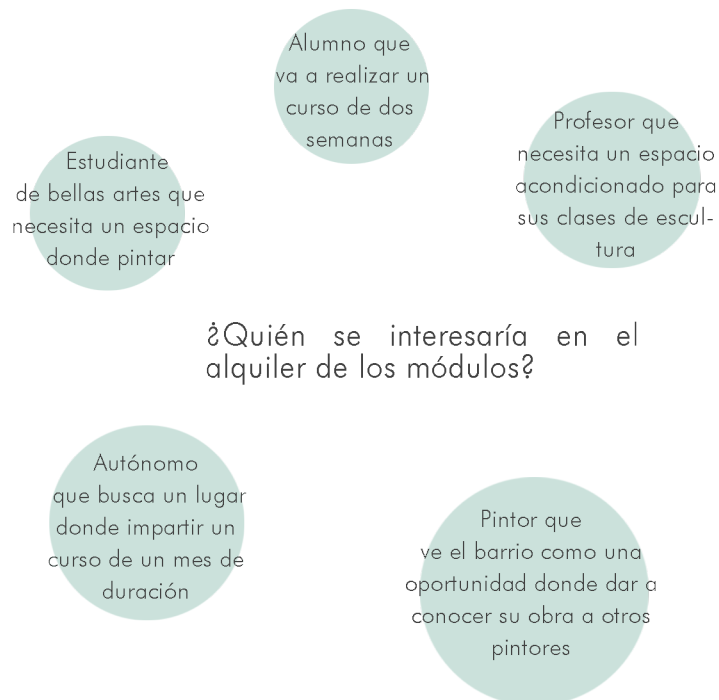 Alumno que
va a realizar un
curso de dos
semanas
Profesor que
necesita un espacio
acondicionado para
sus clases de escul-
tura
Estudiante
de bellas artes que
necesita un espacio
donde pintar
¿Quién se interesaría en el
alquiler de los módulos?
Autónomo
que busca un lugar
donde impartir un
curso de un mes de
duración
Pintor que
ve el barrio como una
oportunidad donde dar a
conocer su obra a otros
pintores